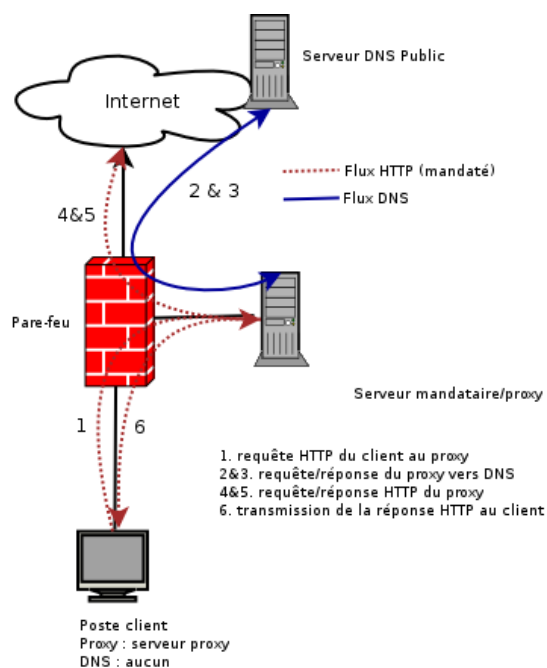 Serveur DNS Public
Internet
Flux HTTP (mandaté)
2 & 3
Flux DNS
4&5
Pare-feu
Serveur mandataire/proxy
1
6
1. requête HTTP du client au proxy
2&3. requête/réponse du proxy vers DNS
4&5. requête/réponse HTTP du proxy
6. transmission de la réponse HTTP au client
Poste client
Proxy : serveur proxy
DNS : aucun